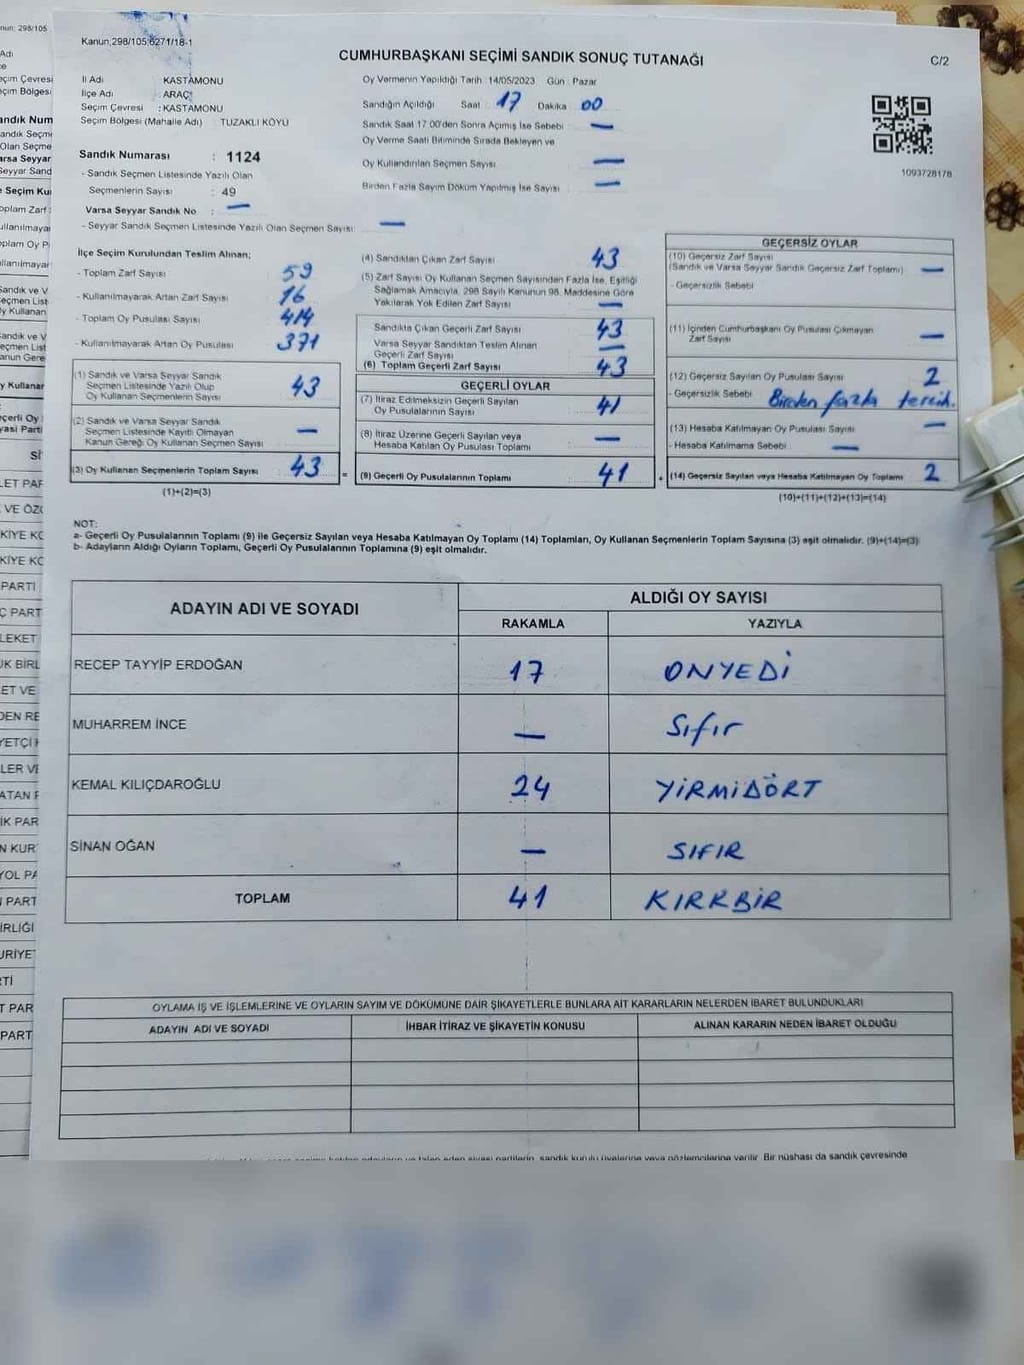 Kanun;298/105,6271/18-1
CUMHURBAŞKANI SEÇİMİ SANDIK SONUÇ TUTANAĞI
C/2
İl Adı : KASTAMONU
İlçe Adı : ARAÇ
Seçim Çevresi : KASTAMONU
Seçim Bölgesi (Mahalle Adı) TUZAKLI KÖYÜ
Sandık Numarası : 1124
- Sandık Seçmen Listesinde Yazılı Olan
Seçmenlerin Sayısı : 49
Varsa Seyyar Sandık No : —
- Seyyar Sandık Seçmen Listesinde Yazılı Olan Seçmen Sayısı: —
Oy Vermenin Yapıldığı Tarih :14/05/2023 Gün : Pazar
Sandığın Açıldığı Saat : 17 Dakika : 00
Sandık Saat 17:00'den Sonra Açılmış İse Sebebi : —
Oy Verme Saati Bitiminde Sırada Bekleyen ve
Oy Kullandırılan Seçmen Sayısı : —
Birden Fazla Sayım Döküm Yapılmış İse Sayısı : —
1093728178
İlçe Seçim Kurulundan Teslim Alınan;
- Toplam Zarf Sayısı : 59
- Kullanılmayarak Artan Zarf Sayısı : 16
- Toplam Oy Pusulası Sayısı : 414
- Kullanılmayarak Artan Oy Pusulası : 371
(1) Sandık ve Varsa Seyyar Sandık
Seçmen Listesinde Yazılı Olup
Oy Kullanan Seçmenlerin Sayısı : 43
(2) Sandık ve Varsa Seyyar Sandık
Seçmen Listesinde Kayıtlı Olmayan
Kanun Gereği Oy Kullanan Seçmen Sayısı : —
(3) Oy Kullanan Seçmenlerin Toplam Sayısı : 43 =
(1)+(2)=(3)
(4) Sandıktan Çıkan Zarf Sayısı : 43
(5) Zarf Sayısı Oy Kullanan Seçmen Sayısından Fazla İse, Eşitliği
Sağlamak Amacıyla, 298 Sayılı Kanunun 98. Maddesine Göre
Yakılarak Yok Edilen Zarf Sayısı : —
Sandıkta Çıkan Geçerli Zarf Sayısı : 43
Varsa Seyyar Sandıktan Teslim Alınan
Geçerli Zarf Sayısı : —
(6) Toplam Geçerli Zarf Sayısı : 43
GEÇERLİ OYLAR
(7) İtiraz Edilmeksizin Geçerli Sayılan
Oy Pusulalarının Sayısı : 41
(8) İtiraz Üzerine Geçerli Sayılan veya
Hesaba Katılan Oy Pusulası Toplamı : —
(9) Geçerli Oy Pusulalarının Toplamı : 41 +
GEÇERSİZ OYLAR
(10) Geçersiz Zarf Sayısı
(Sandık ve Varsa Seyyar Sandık Geçersiz Zarf Toplamı) : —
- Geçersizlik Sebebi :
(11) İçinden Cumhurbaşkanı Oy Pusulası Çıkmayan
Zarf Sayısı : —
(12) Geçersiz Sayılan Oy Pusulası Sayısı : 2
- Geçersizlik Sebebi : Birden fazla tercih.
(13) Hesaba Katılmayan Oy Pusulası Sayısı : —
- Hesaba Katılmama Sebebi : —
(14) Geçersiz Sayılan veya Hesaba Katılmayan Oy Toplamı : 2
(10)+(11)+(12)+(13)=(14)
NOT:
a- Geçerli Oy Pusulalarının Toplamı (9) ile Geçersiz Sayılan veya Hesaba Katılmayan Oy Toplamı (14) Toplamları, Oy Kullanan Seçmenlerin Toplam Sayısına (3) eşit olmalıdır. (9)+(14)=(3)
b- Adayların Aldığı Oyların Toplamı, Geçerli Oy Pusulalarının Toplamına (9) eşit olmalıdır.
ADAYIN ADI VE SOYADI
ALDIĞI OY SAYISI
RAKAMLA YAZIYLA
RECEP TAYYİP ERDOĞAN 17 ONYEDİ
MUHARREM İNCE — Sıfır
KEMAL KILIÇDAROĞLU 24 YİRMİDÖRT
SİNAN OĞAN — SIFIR
TOPLAM 41 KIRKBİR
OYLAMA İŞ VE İŞLEMLERİNE VE OYLARIN SAYIM VE DÖKÜMÜNE DAİR ŞİKAYETLERLE BUNLARA AİT KARARLARIN NELERDEN İBARET BULUNDUKLARI
ADAYIN ADI VE SOYADI İHBAR İTİRAZ VE ŞİKAYETİN KONUSU ALINAN KARARIN NEDEN İBARET OLDUĞU
sandık kurulu üyelerine veya gözlemcilerine verilir. Bir nüshası da sandık çevresinde